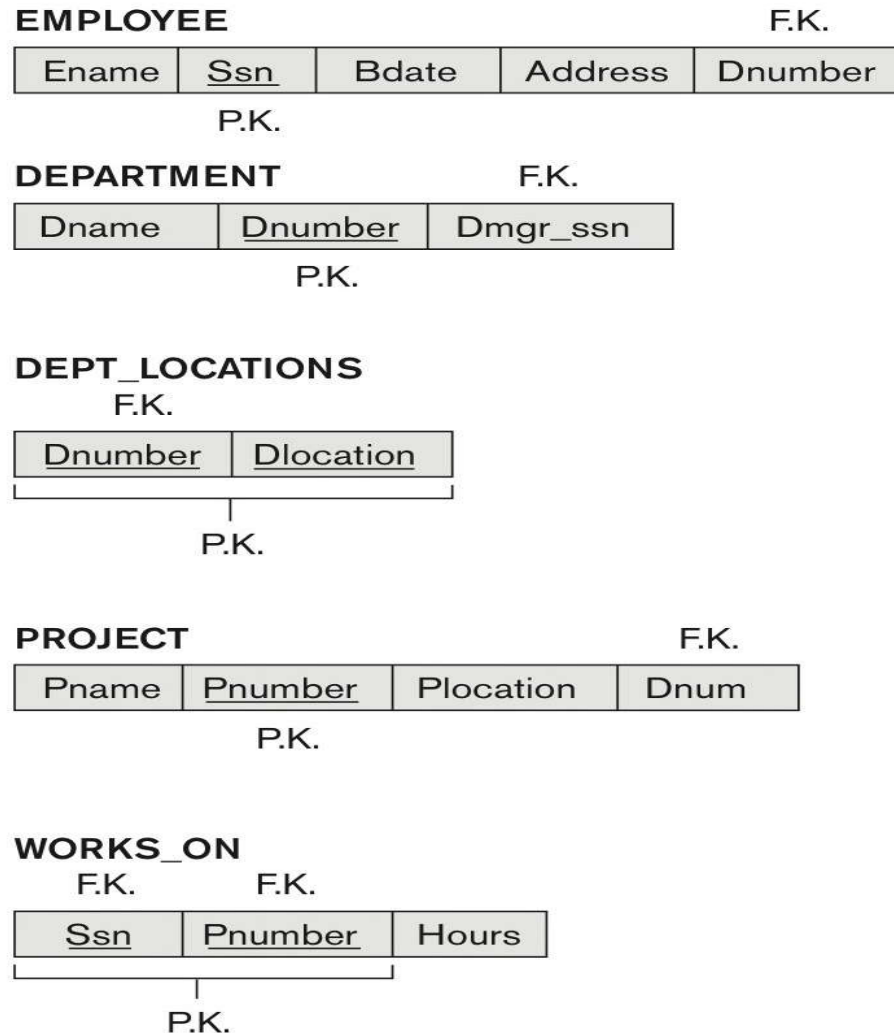 EMPLOYEE F.K.
Ename Ssn Bdate Address Dnumber
P.K.
DEPARTMENT F.K.
Dname Dnumber Dmgr_ssn
P.K.
DEPT_LOCATIONS
F.K.
Dnumber Dlocation
P.K.
PROJECT F.K.
Pname Pnumber Plocation Dnum
P.K.
WORKS_ON
F.K. F.K.
Ssn Pnumber Hours
P.K.